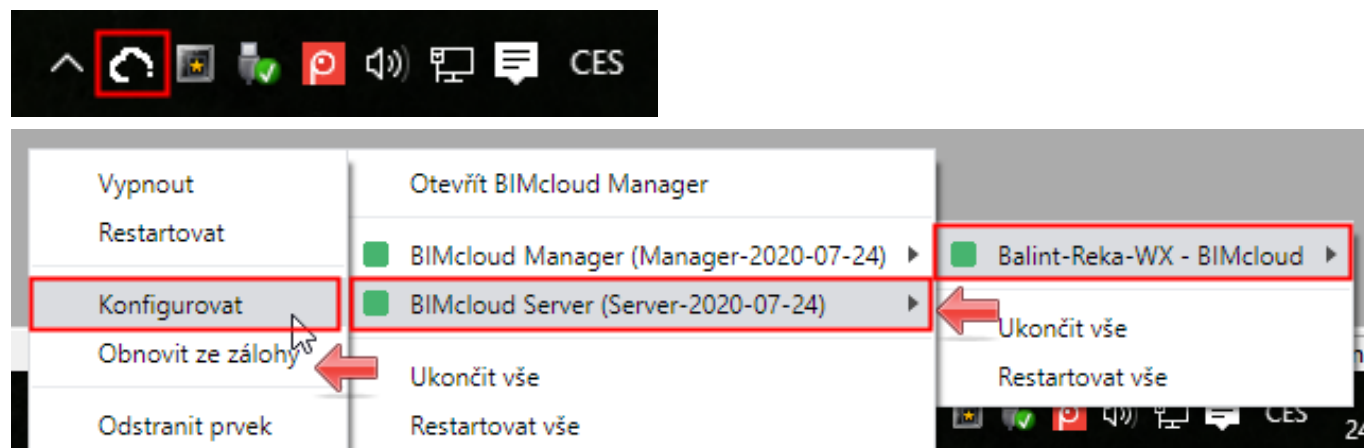 CES
Vypnout
Restartovat
Konfigurovat
Obnovit ze zálohy
Odstranit prvek
Otevřít BIMcloud Manager
BIMcloud Manager (Manager-2020-07-24)
BIMcloud Server (Server-2020-07-24)
Ukončit vše
Restartovat vše
Balint-Reka-WX - BIMcloud
Ukončit vše
Restartovat vše
CES
24